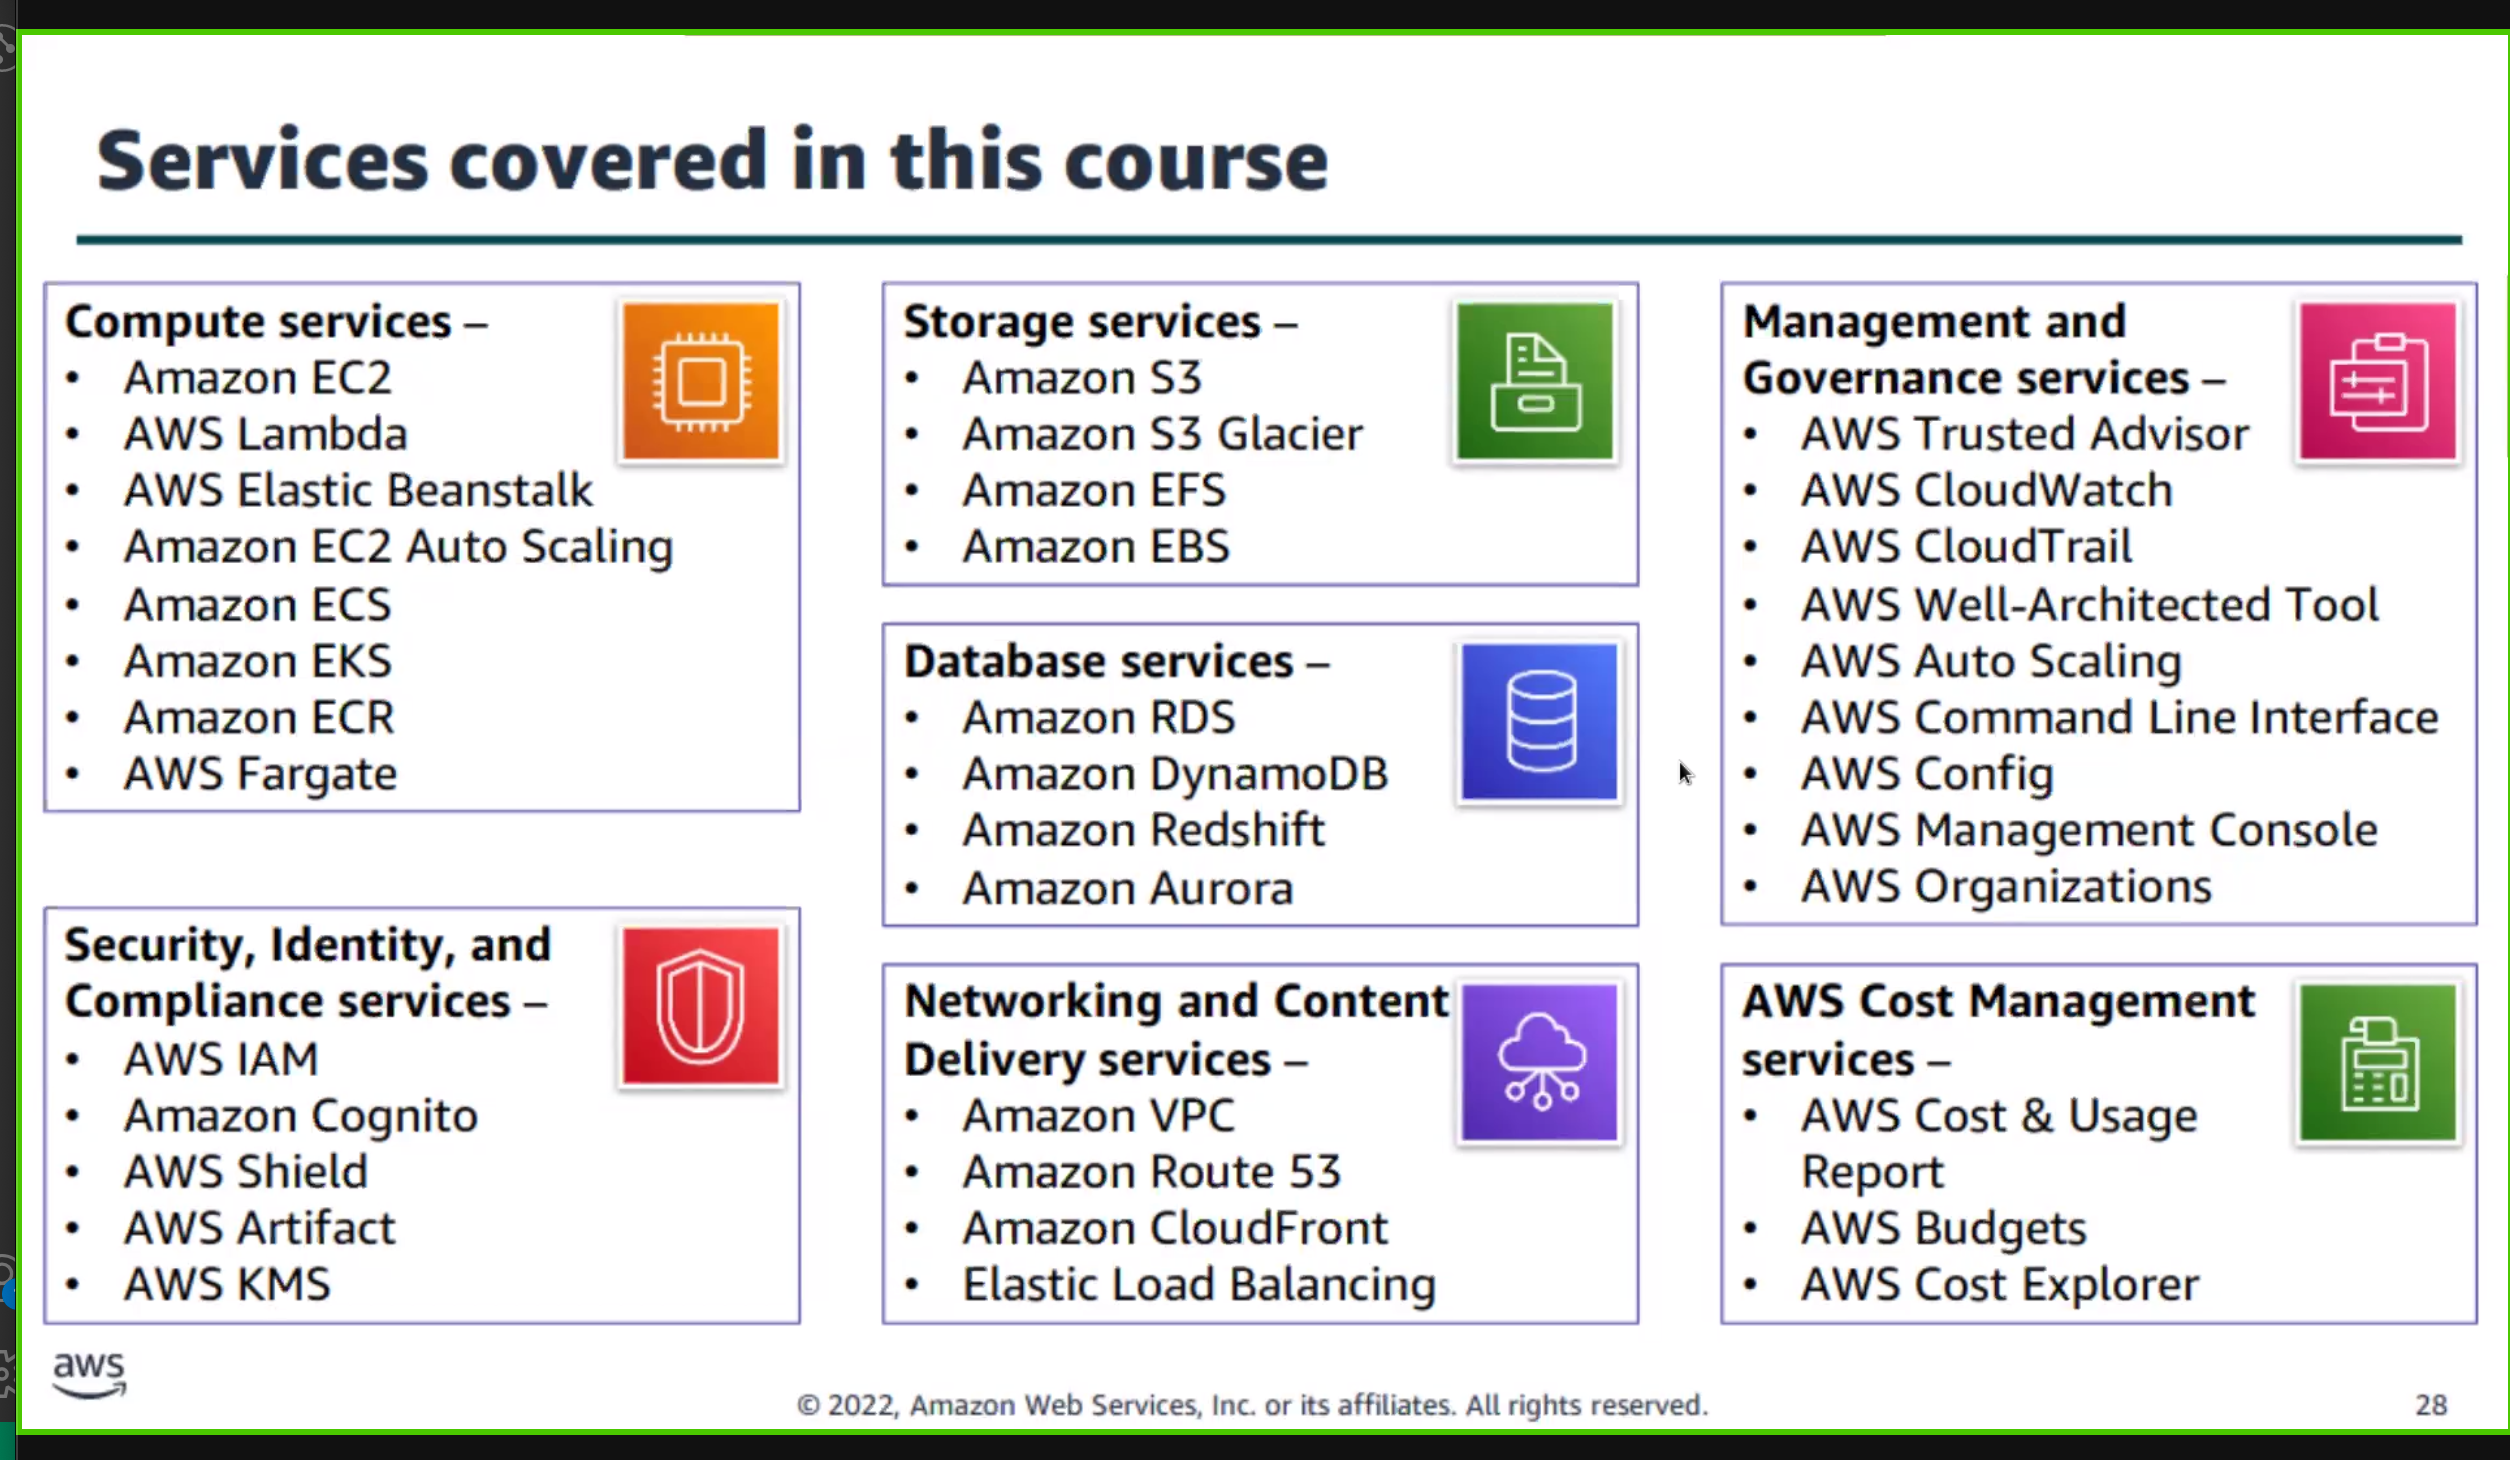 Services covered in this course
Compute services –
• Amazon EC2
• AWS Lambda
• AWS Elastic Beanstalk
• Amazon EC2 Auto Scaling
• Amazon ECS
• Amazon EKS
• Amazon ECR
• AWS Fargate
Security, Identity, and
Compliance services –
• AWS IAM
• Amazon Cognito
• AWS Shield
• AWS Artifact
• AWS KMS
Storage services –
• Amazon S3
• Amazon S3 Glacier
• Amazon EFS
• Amazon EBS
Database services –
• Amazon RDS
• Amazon DynamoDB
• Amazon Redshift
• Amazon Aurora
Networking and Content
Delivery services –
• Amazon VPC
• Amazon Route 53
• Amazon CloudFront
• Elastic Load Balancing
Management and
Governance services –
• AWS Trusted Advisor
• AWS CloudWatch
• AWS CloudTrail
• AWS Well-Architected Tool
• AWS Auto Scaling
• AWS Command Line Interface
• AWS Config
• AWS Management Console
• AWS Organizations
AWS Cost Management
services –
• AWS Cost & Usage
Report
• AWS Budgets
• AWS Cost Explorer
aws
© 2022, Amazon Web Services, Inc. or its affiliates. All rights reserved.
28